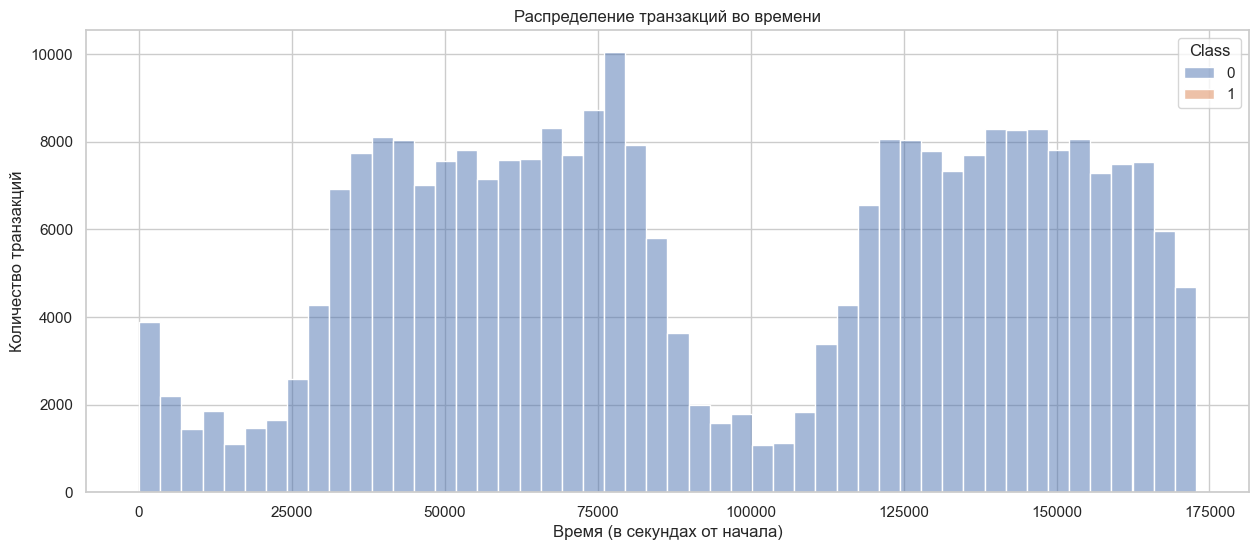 Распределение транзакций во времени
Class
0
1
Количество транзакций
10000
8000
6000
4000
2000
0
0 25000 50000 75000 100000 125000 150000 175000
Время (в секундах от начала)